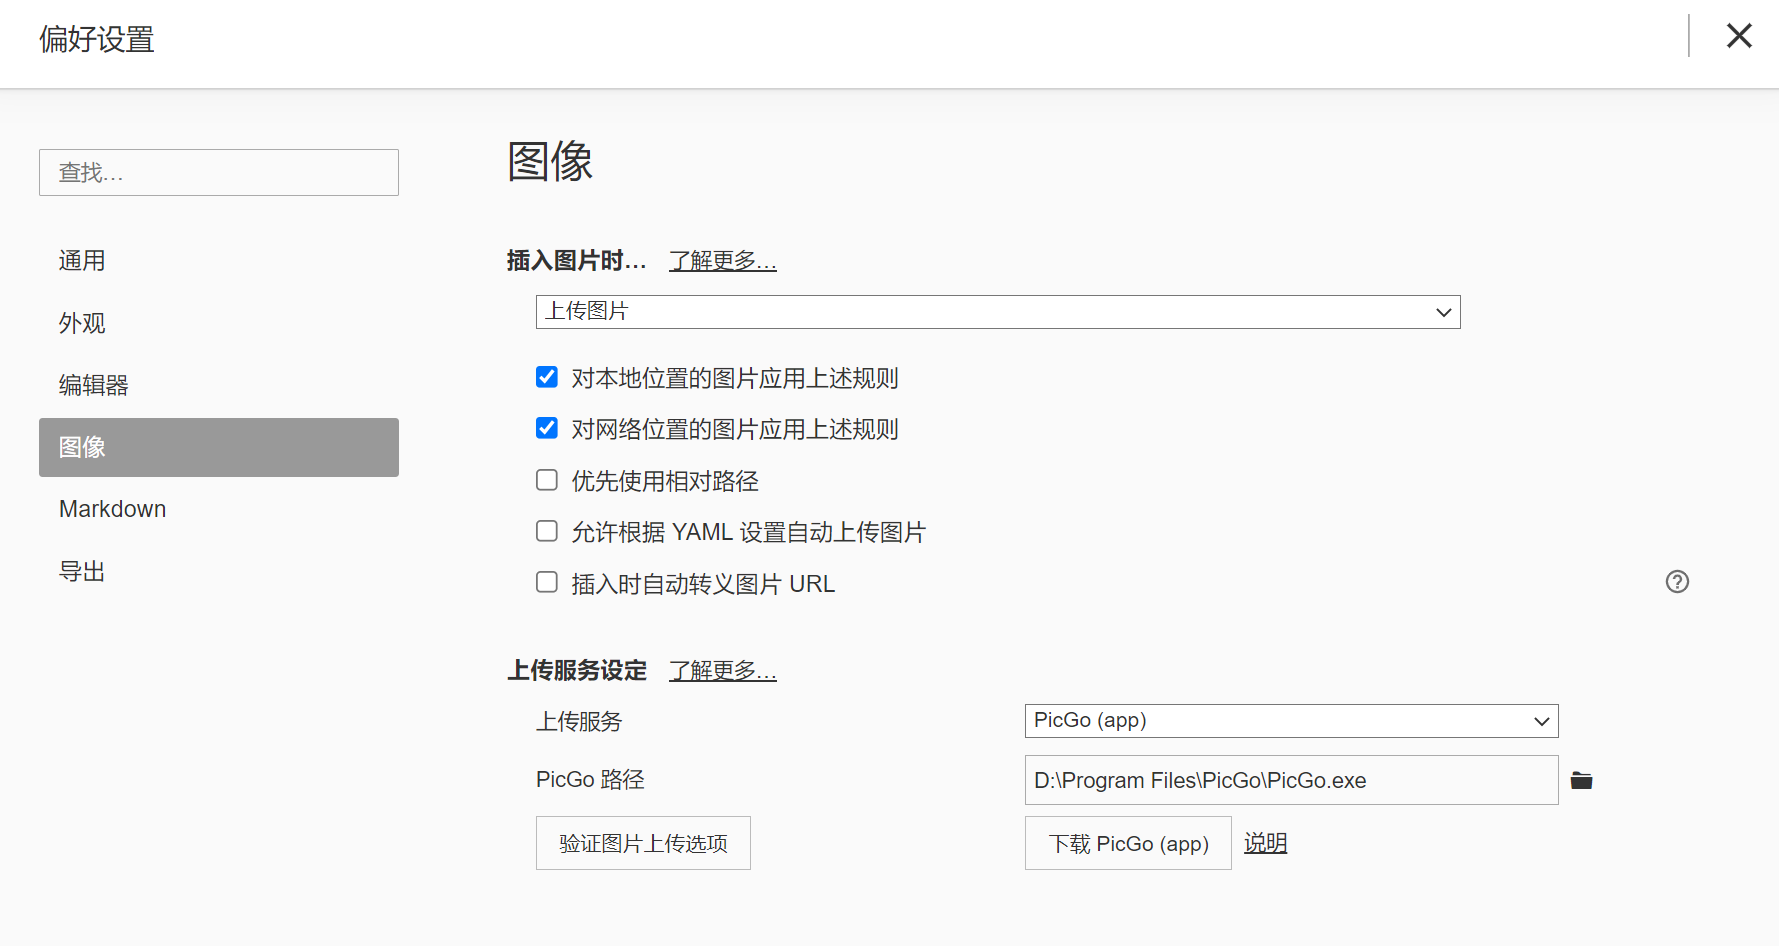 偏好设置
查找…
通用
外观
编辑器
图像
Markdown
导出
图像
插入图片时… 了解更多…
上传图片
对本地位置的图片应用上述规则
对网络位置的图片应用上述规则
优先使用相对路径
允许根据 YAML 设置自动上传图片
插入时自动转义图片 URL
上传服务设定 了解更多…
上传服务 PicGo (app)
PicGo 路径 D:\Program Files\PicGo\PicGo.exe
验证图片上传选项 下载 PicGo (app) 说明